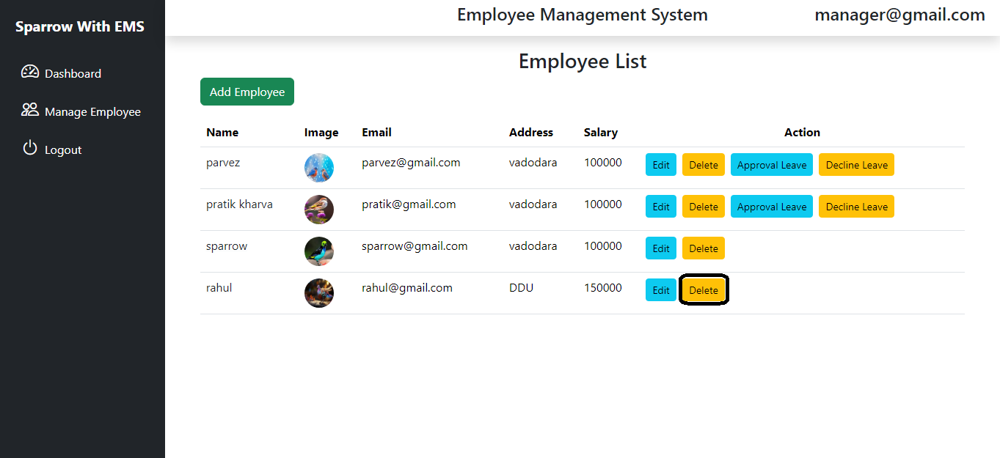 Sparrow With EMS
Dashboard
Manage Employee
Logout
Employee Management System
manager@gmail.com
Employee List
Add Employee
Name Image Email Address Salary Action
parvez parvez@gmail.com vadodara 100000 Edit Delete Approval Leave Decline Leave
pratik kharva pratik@gmail.com vadodara 100000 Edit Delete Approval Leave Decline Leave
sparrow sparrow@gmail.com vadodara 100000 Edit Delete
rahul rahul@gmail.com DDU 150000 Edit Delete